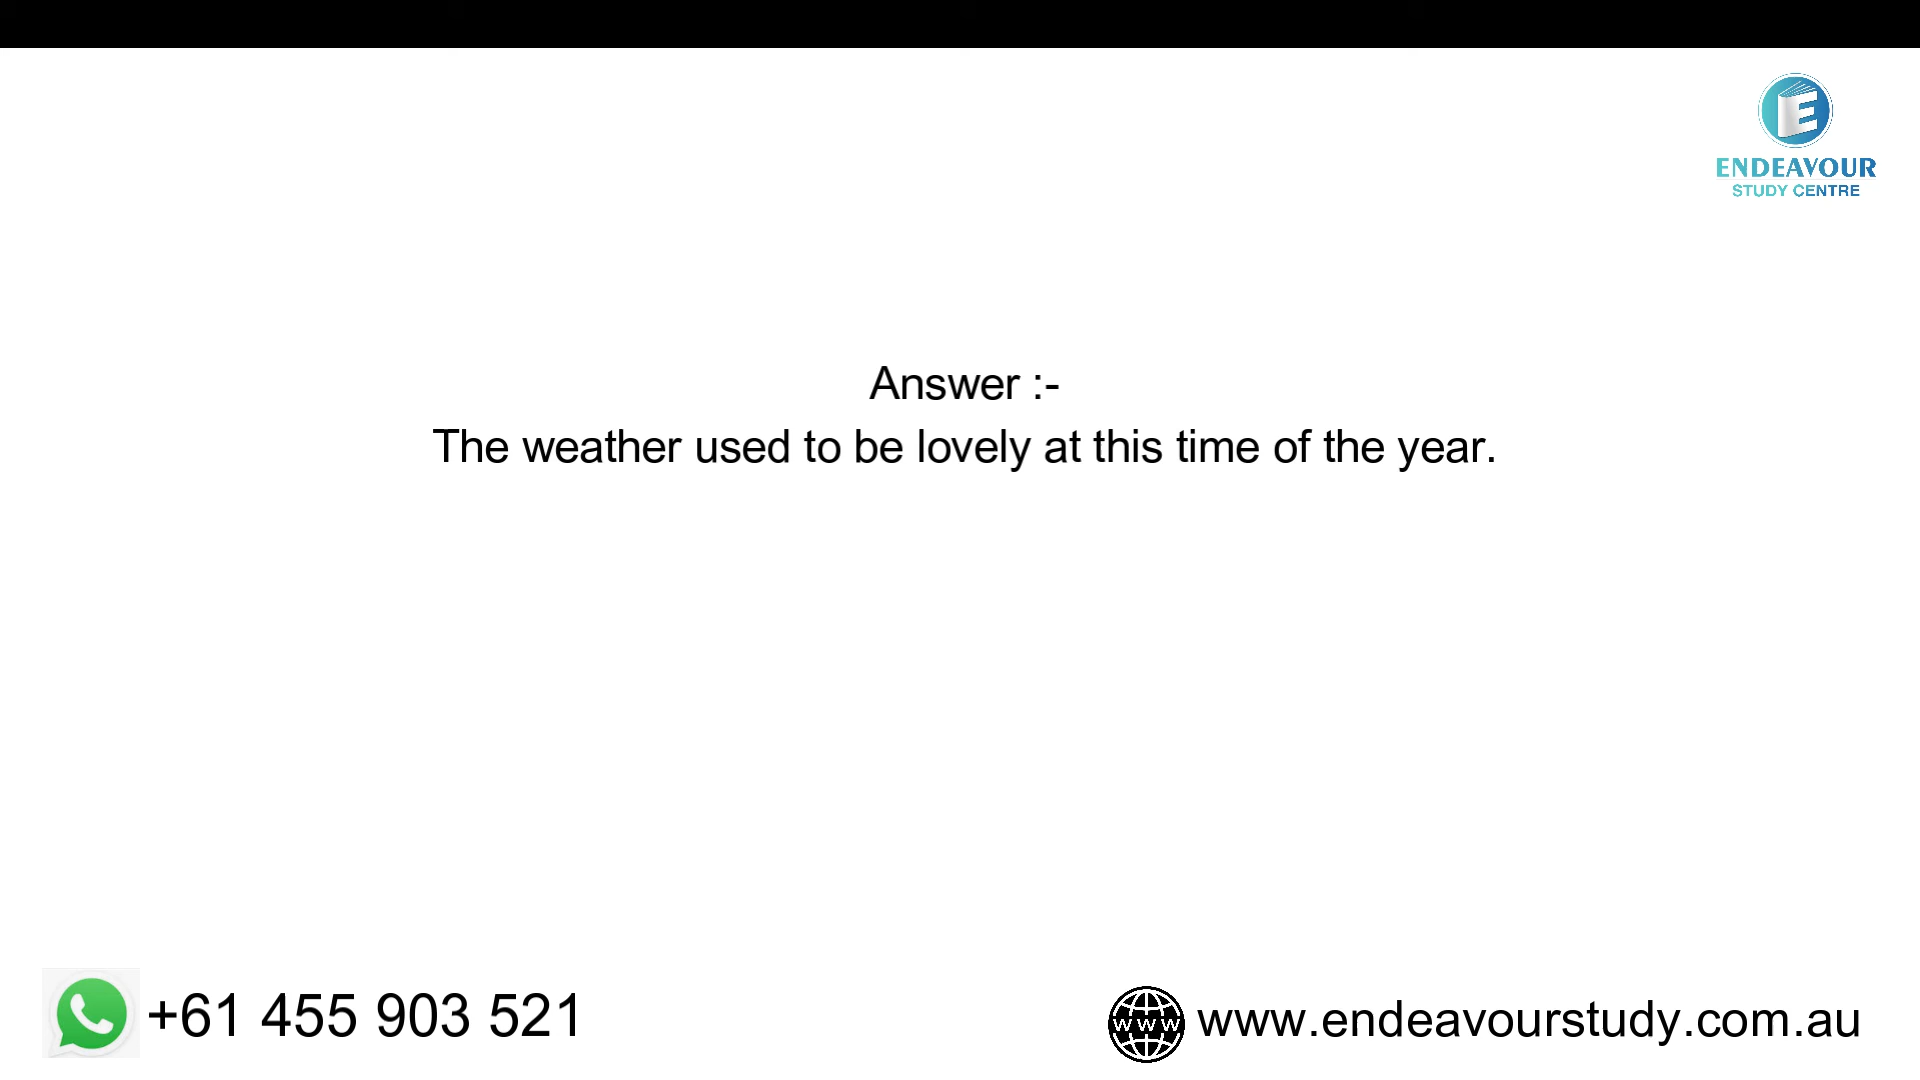 E
ENDEAVOUR
STUDY CENTRE
Answer :-
The weather used to be lovely at this time of the year.
+61 455 903 521
WWW
www.endeavourstudy.com.au